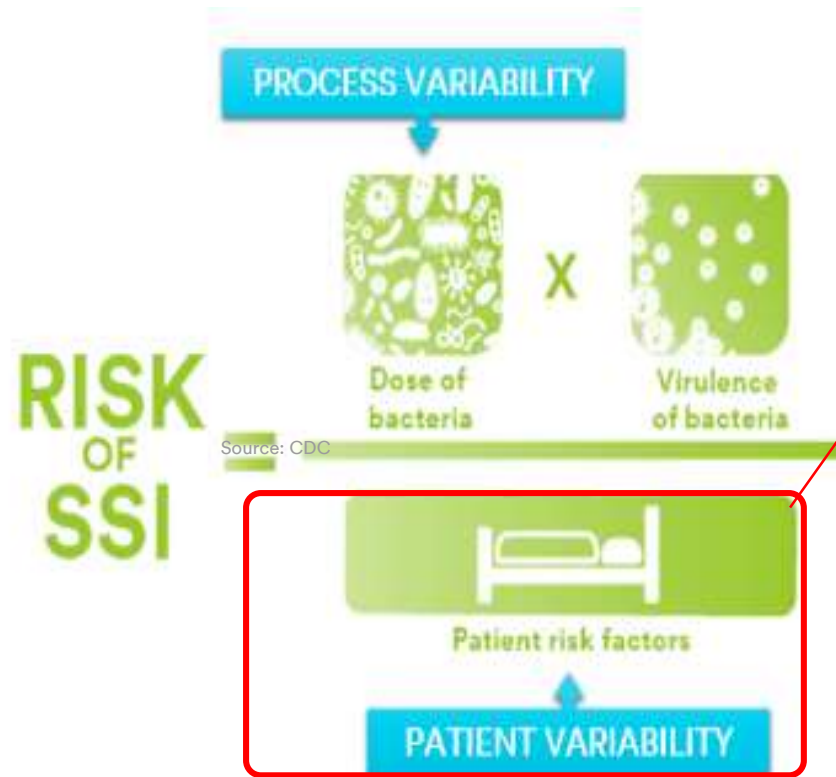 PROCESS VARIABILITY
X
Dose of
bacteria
Virulence
of bacteria
RISK
OF
SSI
Source: CDC
Patient risk factors
PATIENT VARIABILITY